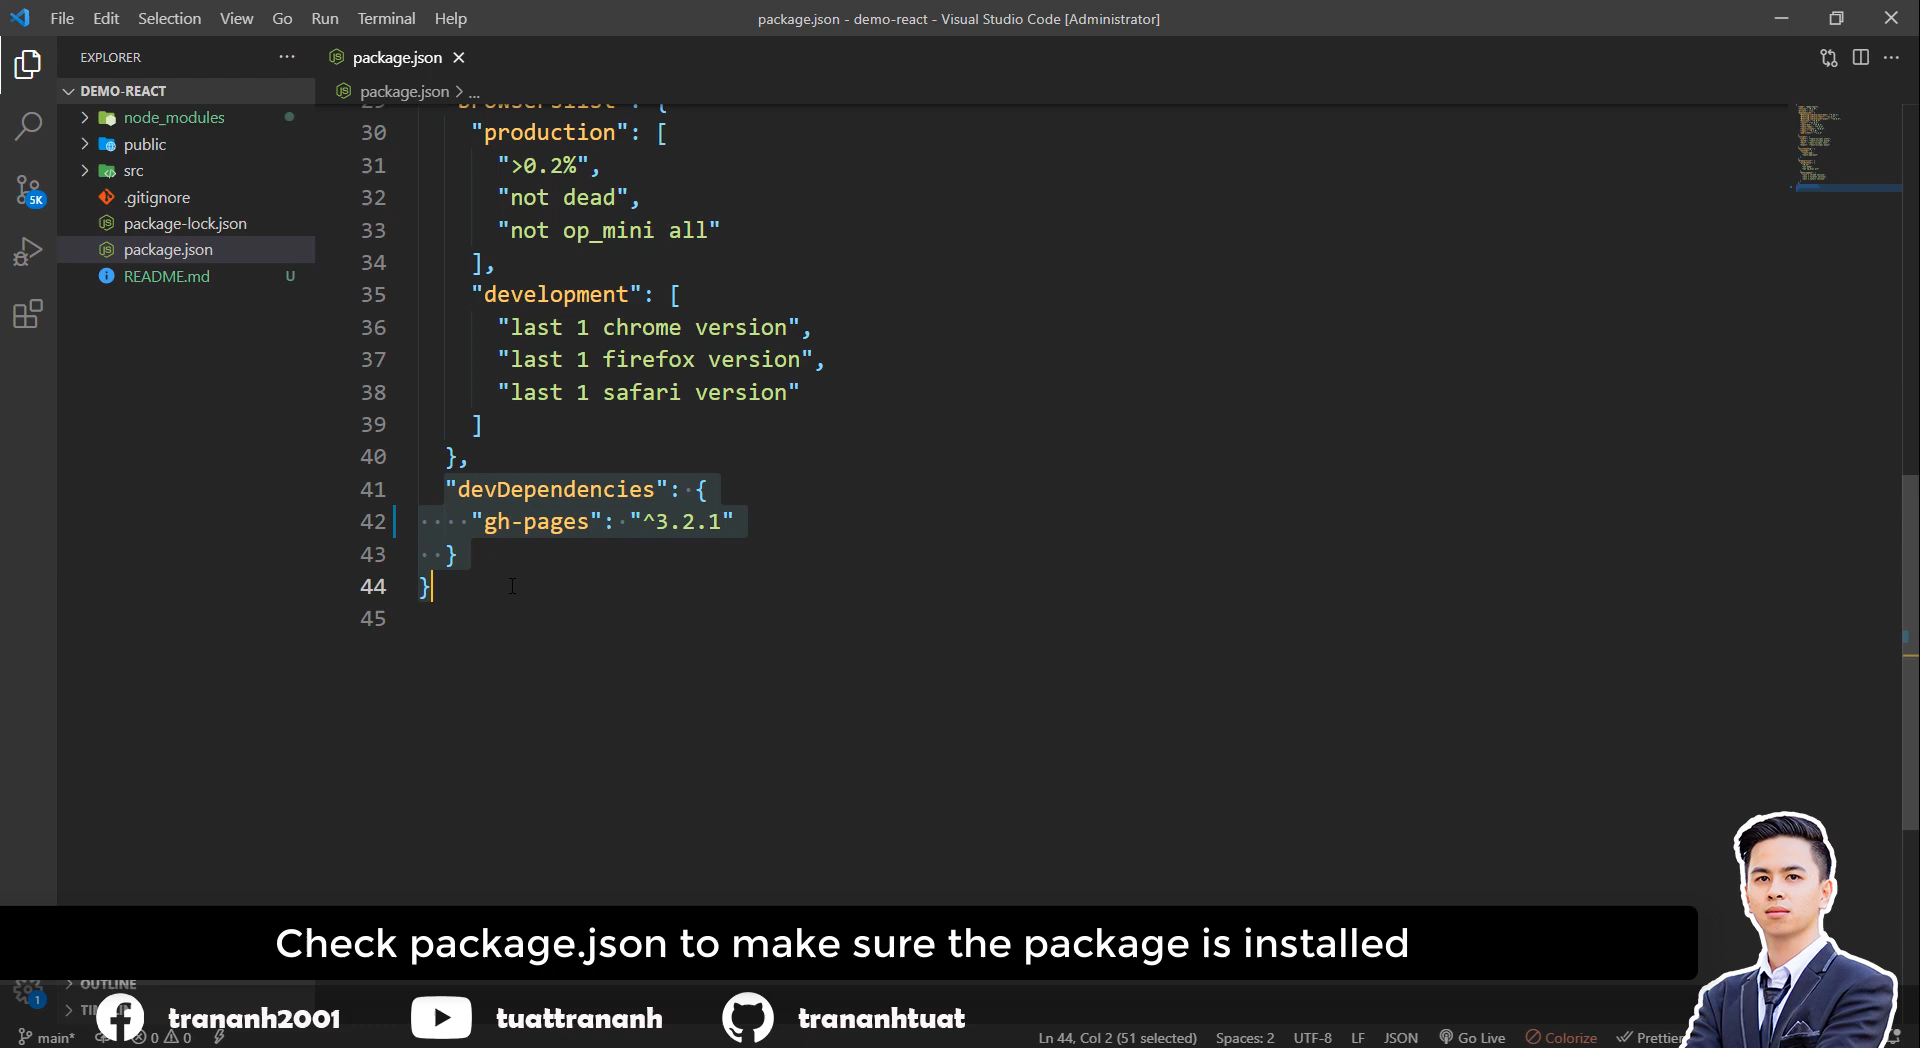 File Edit Selection View Go Run Terminal Help
package.json - demo-react - Visual Studio Code [Administrator]
EXPLORER
package.json
DEMO-REACT
package.json > ...
node_modules
public
src
5K
.gitignore
package-lock.json
package.json
README.md U
30 "production": [
31 ">0.2%",
32 "not dead",
33 "not op_mini all"
34 ],
35 "development": [
36 "last 1 chrome version",
37 "last 1 firefox version",
38 "last 1 safari version"
39 ]
40 },
41 "devDependencies": {
42 "gh-pages": "^3.2.1"
43 }
44 }
45
Check package.json to make sure the package is installed
OUTLINE
1
trananh2001 tuattrananh trananhtuat
main* 0 0 Ln 44, Col 2 (51 selected) Spaces: 2 UTF-8 LF JSON Go Live Colorize